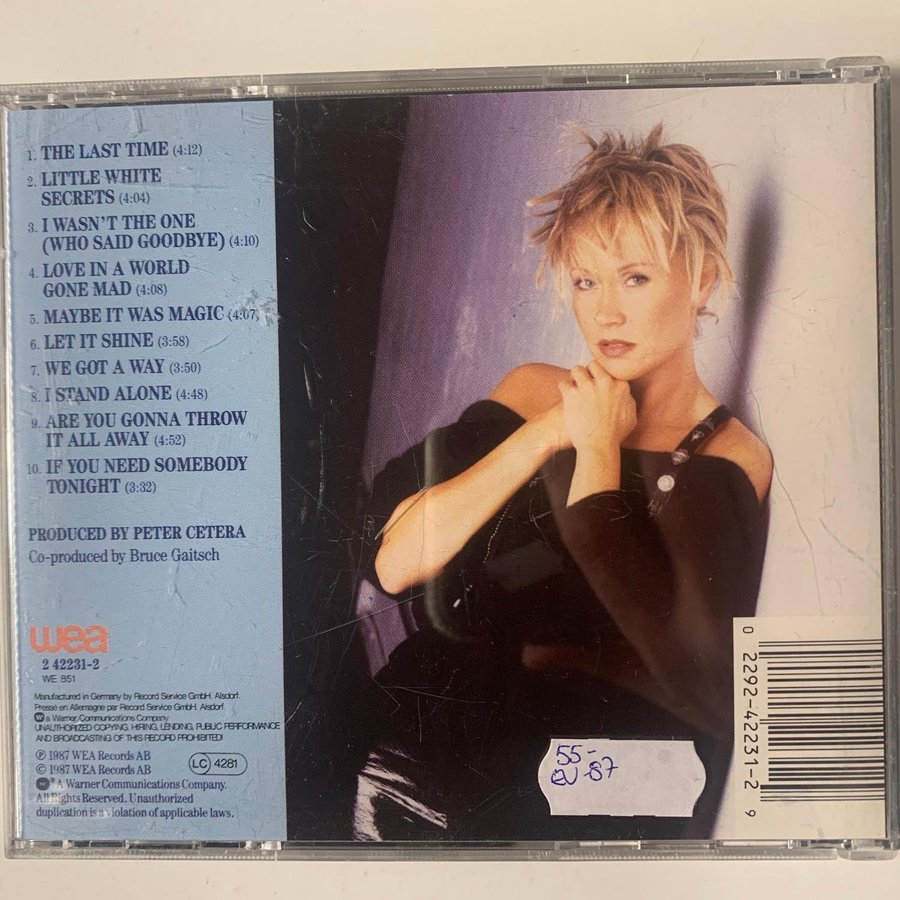 1. THE LAST TIME (4:12)
2. LITTLE WHITE
SECRETS (4:04)
3. I WASN'T THE ONE
(WHO SAID GOODBYE) (4:10)
4. LOVE IN A WORLD
GONE MAD (4:08)
5. MAYBE IT WAS MAGIC (4:07)
6. LET IT SHINE (3:58)
7. WE GOT A WAY (3:50)
8. I STAND ALONE (4:48)
9. ARE YOU GONNA THROW
IT ALL AWAY (4:52)
10. IF YOU NEED SOMEBODY
TONIGHT (3:32)
PRODUCED BY PETER CETERA
Co-produced by Bruce Gaitsch
wea
2 42231-2
WE 851
Manufactured in Germany by Record Service GmbH, Alsdorf.
Pressé en Allemagne par Record Service GmbH, Alsdorf.
a Warner Communications Company
UNAUTHORIZED COPYING, HIRING, LENDING, PUBLIC PERFORMANCE
AND BROADCASTING OF THIS RECORD PROHIBITED!
℗ 1987 WEA Records AB
© 1987 WEA Records AB
LC 4281
® A Warner Communications Company.
All Rights Reserved. Unauthorized
duplication is a violation of applicable laws.
55-
0 2292-42231-2 9